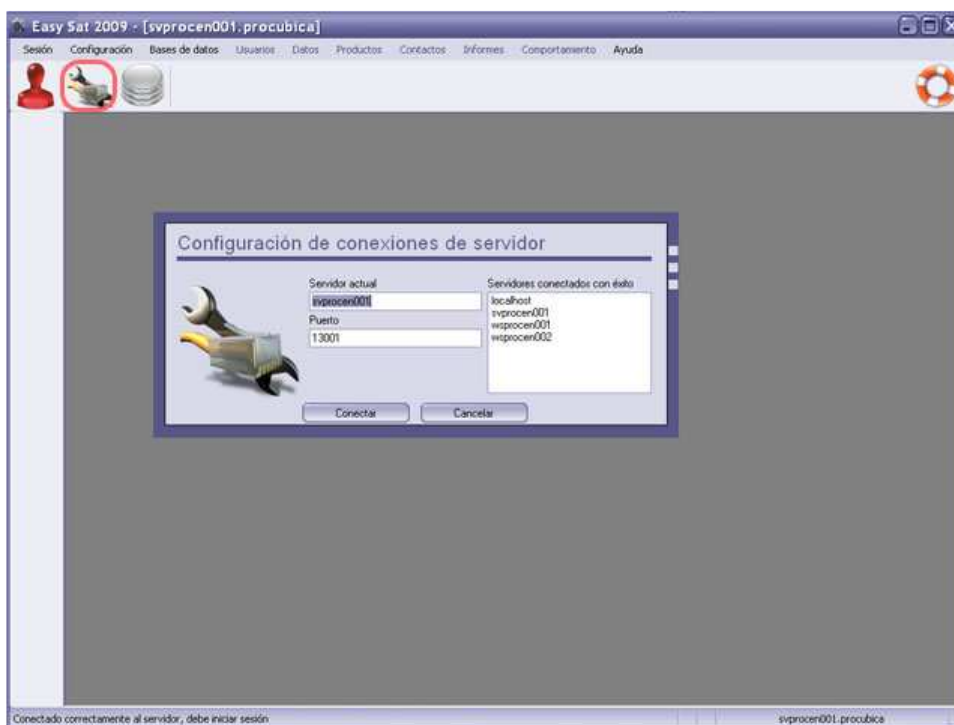 Easy Sat 2009 - [svprocen001.procubica]
Sesión Configuración Bases de datos Usuarios Datos Productos Contactos Informes Comportamiento Ayuda
Configuración de conexiones de servidor
Servidor actual
svprocen001
Puerto
13001
Servidores conectados con éxito
localhost
svprocen001
wsprocen001
wsprocen002
Conectar Cancelar
Conectado correctamente al servidor, debe iniciar sesión svprocen001.procubica